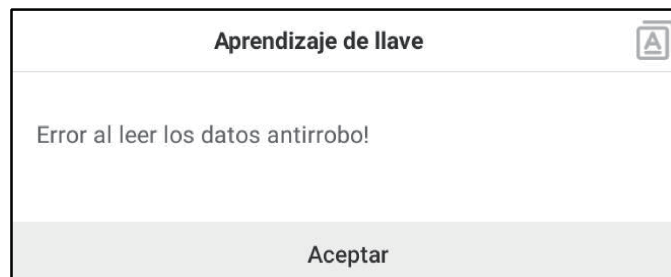 Aprendizaje de llave
A
Error al leer los datos antirrobo!
Aceptar